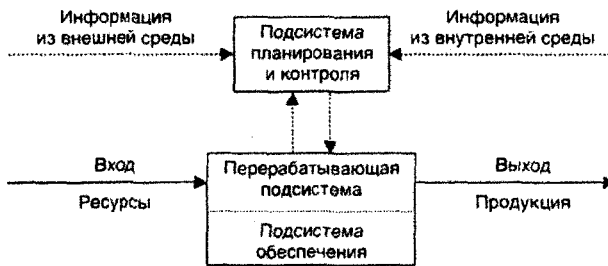 Информация
из внешней среды
Подсистема
планирования
и контроля
Информация
из внутренней среды
Вход
Ресурсы
Перерабатывающая
подсистема
Подсистема
обеспечения
Выход
Продукция